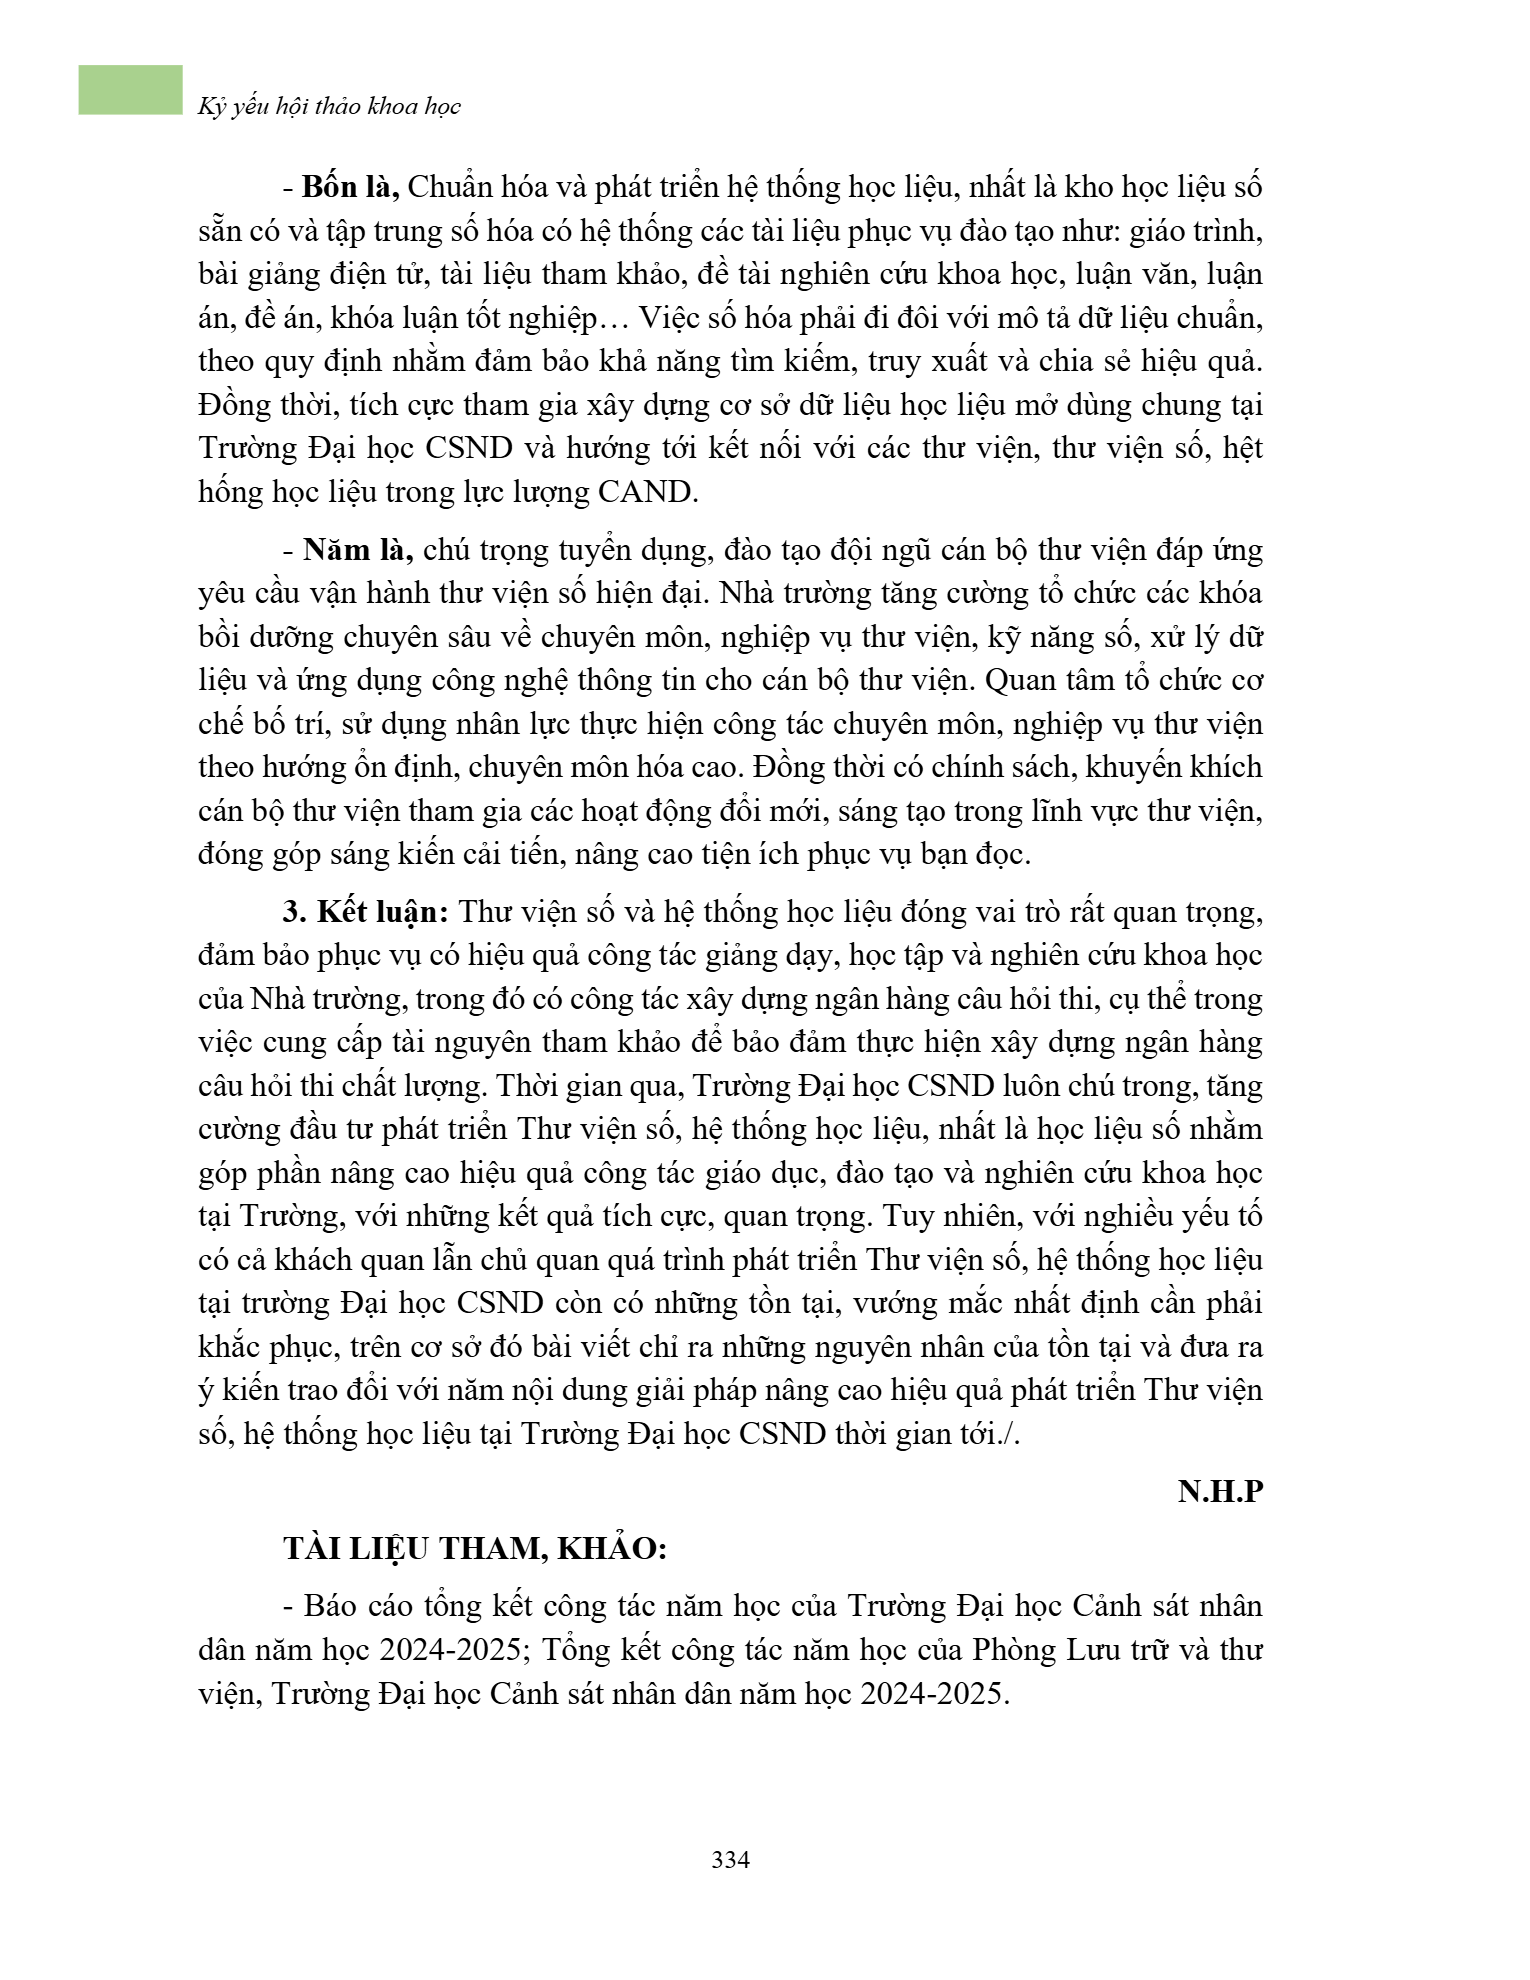 Kỷ yếu hội thảo khoa học
- Bốn là, Chuẩn hóa và phát triển hệ thống học liệu, nhất là kho học liệu số
sẵn có và tập trung số hóa có hệ thống các tài liệu phục vụ đào tạo như: giáo trình,
bài giảng điện tử, tài liệu tham khảo, đề tài nghiên cứu khoa học, luận văn, luận
án, đề án, khóa luận tốt nghiệp… Việc số hóa phải đi đôi với mô tả dữ liệu chuẩn,
theo quy định nhằm đảm bảo khả năng tìm kiếm, truy xuất và chia sẻ hiệu quả.
Đồng thời, tích cực tham gia xây dựng cơ sở dữ liệu học liệu mở dùng chung tại
Trường Đại học CSND và hướng tới kết nối với các thư viện, thư viện số, hệt
hống học liệu trong lực lượng CAND.
- Năm là, chú trọng tuyển dụng, đào tạo đội ngũ cán bộ thư viện đáp ứng
yêu cầu vận hành thư viện số hiện đại. Nhà trường tăng cường tổ chức các khóa
bồi dưỡng chuyên sâu về chuyên môn, nghiệp vụ thư viện, kỹ năng số, xử lý dữ
liệu và ứng dụng công nghệ thông tin cho cán bộ thư viện. Quan tâm tổ chức cơ
chế bố trí, sử dụng nhân lực thực hiện công tác chuyên môn, nghiệp vụ thư viện
theo hướng ổn định, chuyên môn hóa cao. Đồng thời có chính sách, khuyến khích
cán bộ thư viện tham gia các hoạt động đổi mới, sáng tạo trong lĩnh vực thư viện,
đóng góp sáng kiến cải tiến, nâng cao tiện ích phục vụ bạn đọc.
3. Kết luận: Thư viện số và hệ thống học liệu đóng vai trò rất quan trọng,
đảm bảo phục vụ có hiệu quả công tác giảng dạy, học tập và nghiên cứu khoa học
của Nhà trường, trong đó có công tác xây dựng ngân hàng câu hỏi thi, cụ thể trong
việc cung cấp tài nguyên tham khảo để bảo đảm thực hiện xây dựng ngân hàng
câu hỏi thi chất lượng. Thời gian qua, Trường Đại học CSND luôn chú trong, tăng
cường đầu tư phát triển Thư viện số, hệ thống học liệu, nhất là học liệu số nhằm
góp phần nâng cao hiệu quả công tác giáo dục, đào tạo và nghiên cứu khoa học
tại Trường, với những kết quả tích cực, quan trọng. Tuy nhiên, với nghiều yếu tố
có cả khách quan lẫn chủ quan quá trình phát triển Thư viện số, hệ thống học liệu
tại trường Đại học CSND còn có những tồn tại, vướng mắc nhất định cần phải
khắc phục, trên cơ sở đó bài viết chỉ ra những nguyên nhân của tồn tại và đưa ra
ý kiến trao đổi với năm nội dung giải pháp nâng cao hiệu quả phát triển Thư viện
số, hệ thống học liệu tại Trường Đại học CSND thời gian tới./.
N.H.P
TÀI LIỆU THAM, KHẢO:
- Báo cáo tổng kết công tác năm học của Trường Đại học Cảnh sát nhân
dân năm học 2024-2025; Tổng kết công tác năm học của Phòng Lưu trữ và thư
viện, Trường Đại học Cảnh sát nhân dân năm học 2024-2025.
334